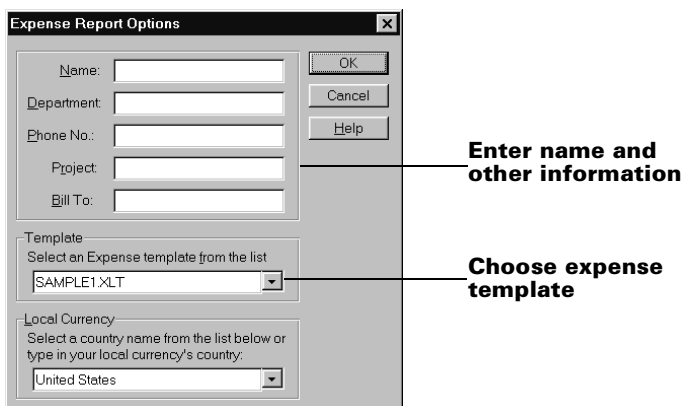 Expense Report Options
Name:
Department:
Phone No.:
Project:
Bill To:
OK
Cancel
Help
Enter name and
other information
Template
Select an Expense template from the list
SAMPLE1.XLT
Choose expense
template
Local Currency
Select a country name from the list below or
type in your local currency's country:
United States